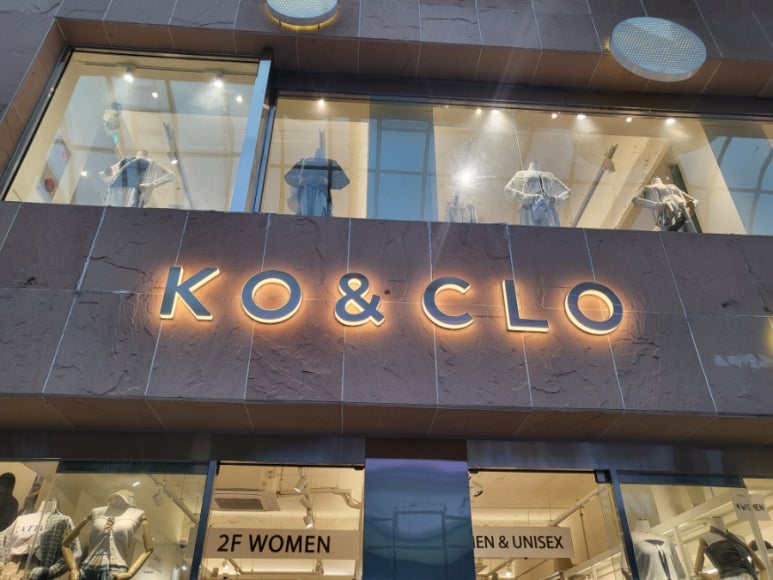 KO & CLO
2F WOMEN
EN & UNISEX